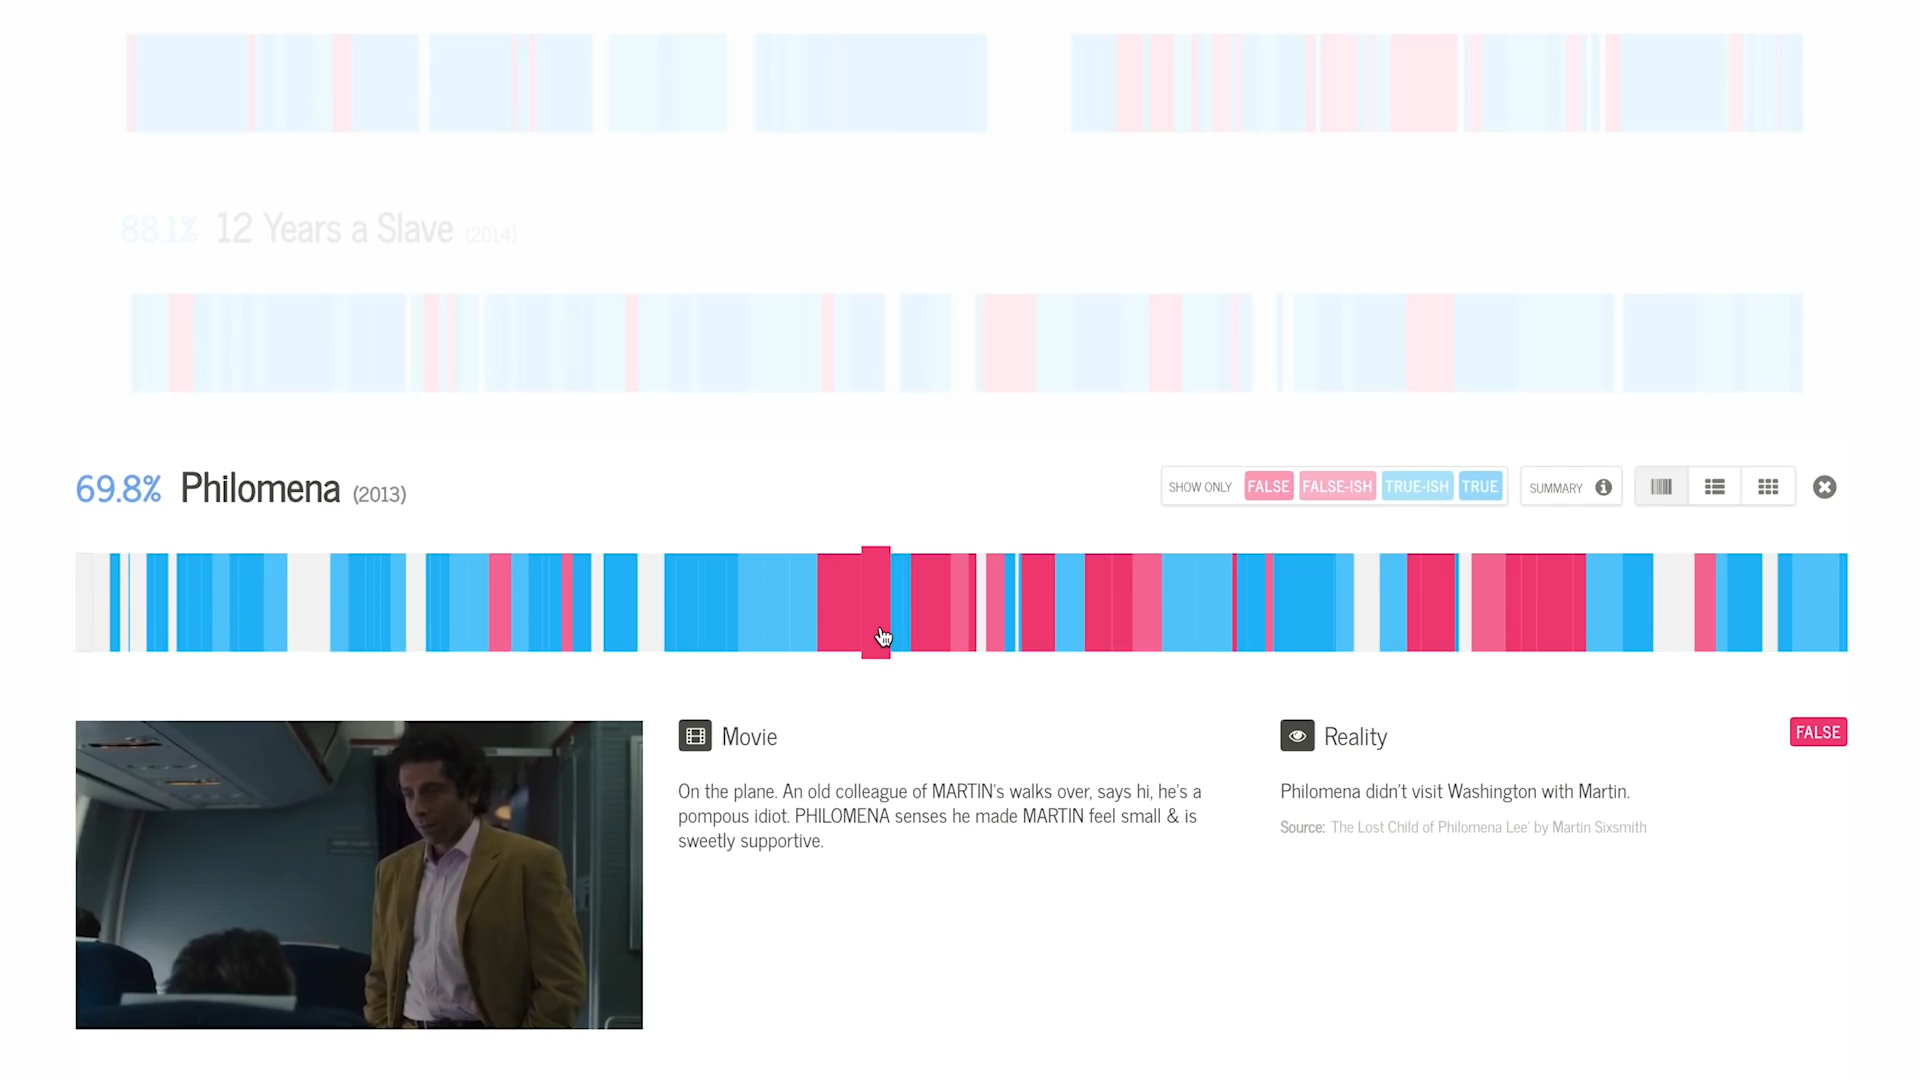 88.1% 12 Years a Slave (2014)
69.8% Philomena (2013)
SHOW ONLY FALSE FALSE-ISH TRUE-ISH TRUE SUMMARY
Movie
On the plane. An old colleague of MARTIN's walks over, says hi, he's a
pompous idiot. PHILOMENA senses he made MARTIN feel small & is
sweetly supportive.
Reality
FALSE
Philomena didn't visit Washington with Martin.
Source: The Lost Child of Philomena Lee' by Martin Sixsmith